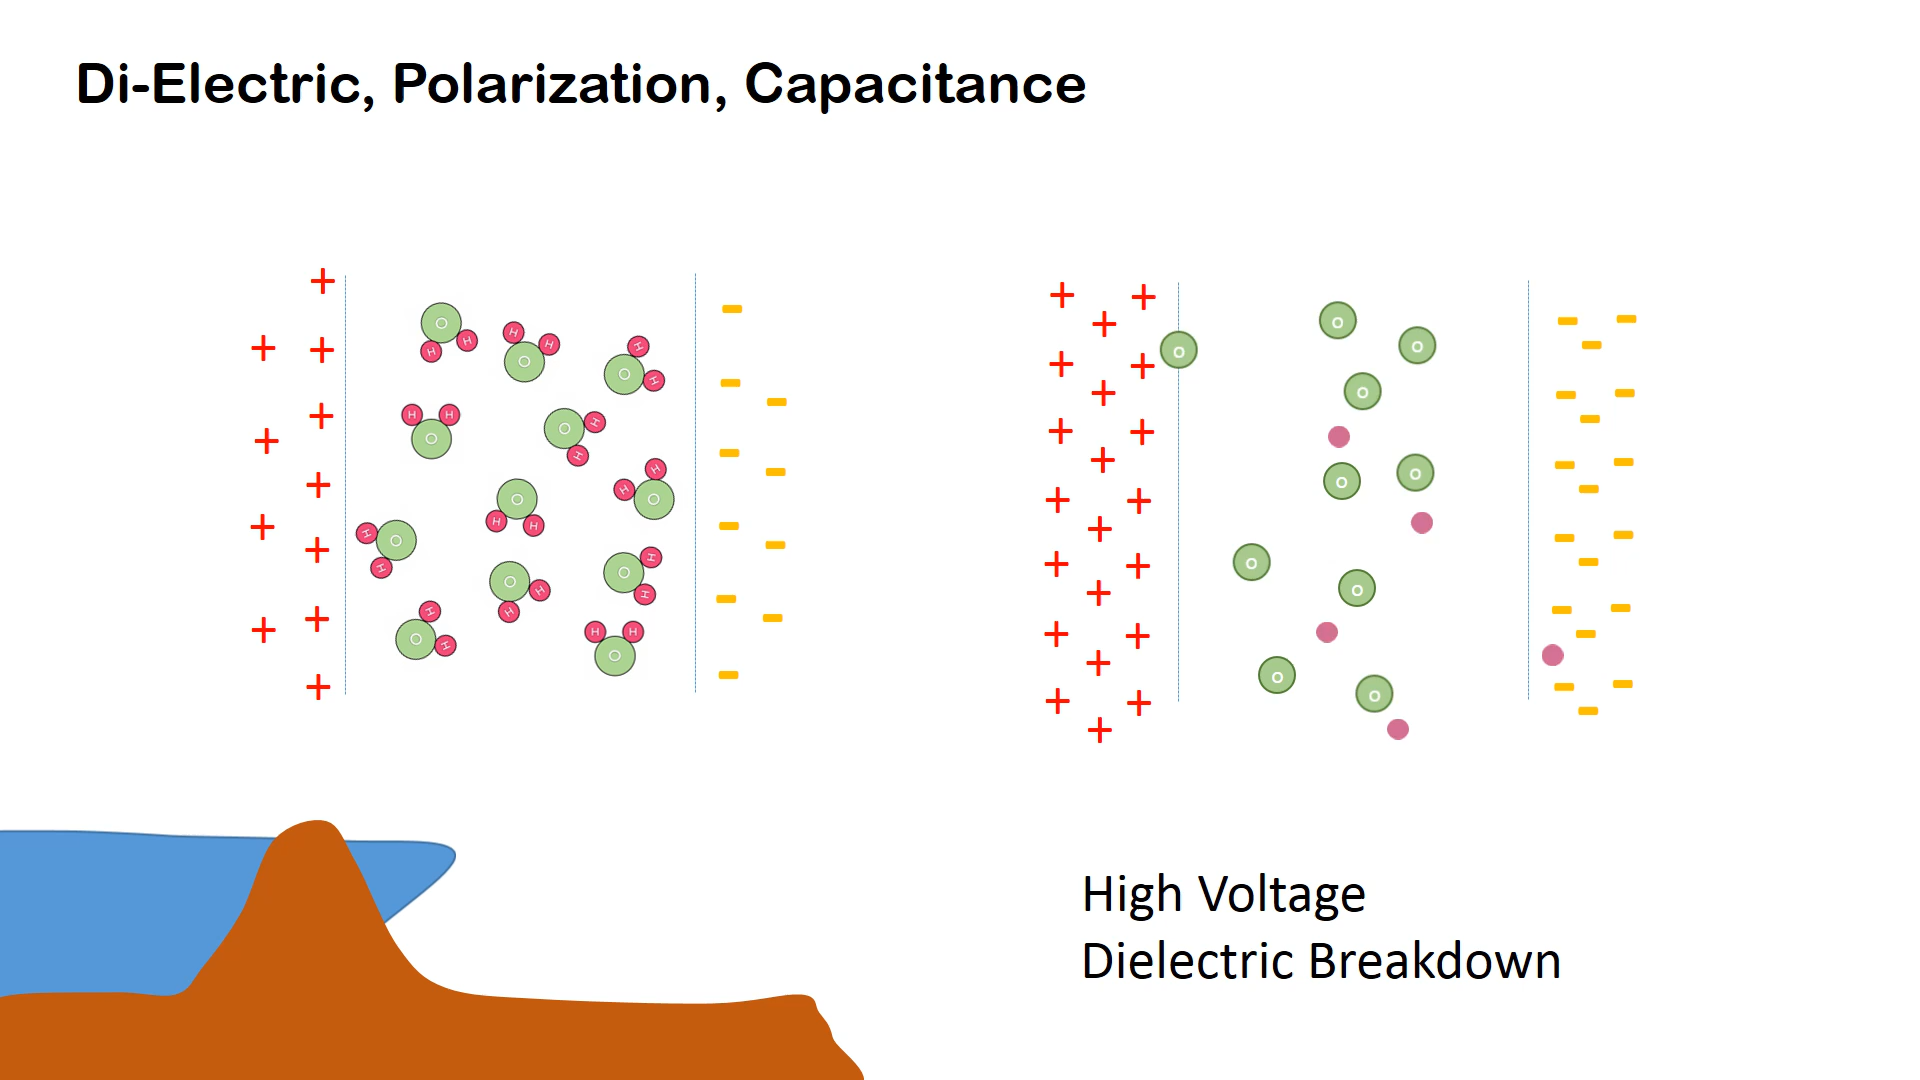 Di-Electric, Polarization, Capacitance
O H H
O H H
O H H
O H H
O H H
O H H
O H H
O H H
O H H
O H H
O H H
O H H
O
O
O
O
O
O
O
O
O
O
High Voltage
Dielectric Breakdown